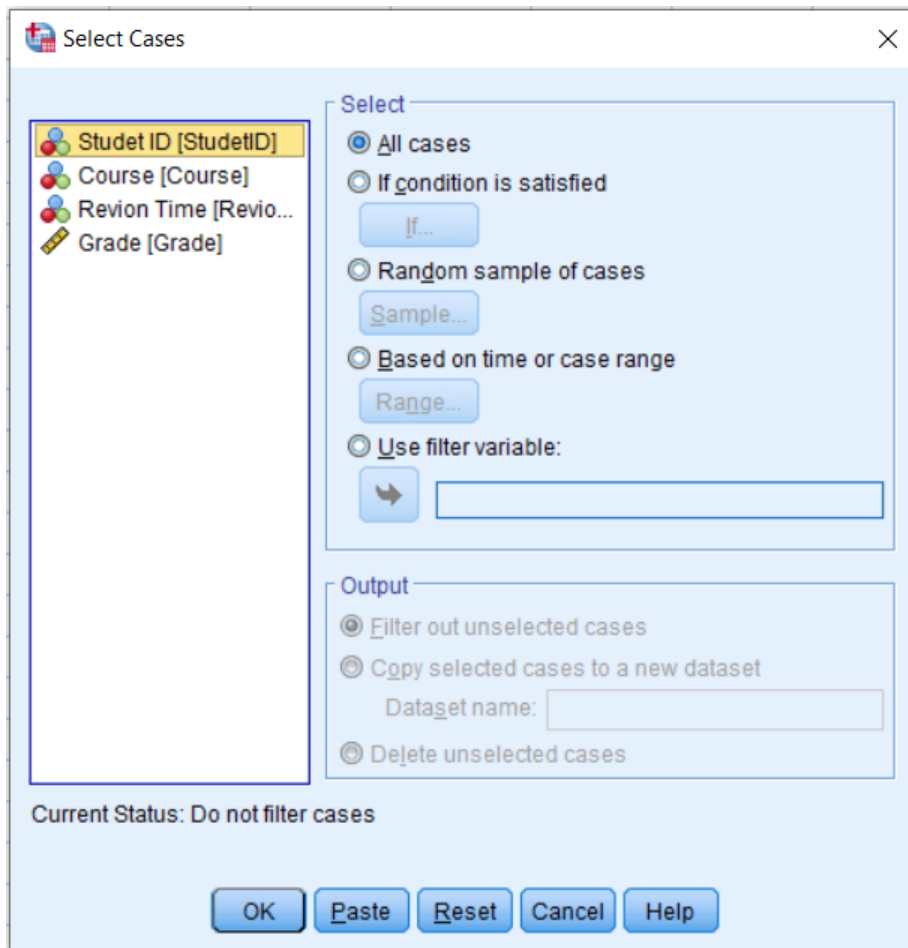 Select Cases
Studet ID [StudetID]
Course [Course]
Revion Time [Revio...
Grade [Grade]
Select
All cases
If condition is satisfied
If...
Random sample of cases
Sample...
Based on time or case range
Range...
Use filter variable:
Output
Filter out unselected cases
Copy selected cases to a new dataset
Dataset name:
Delete unselected cases
Current Status: Do not filter cases
OK Paste Reset Cancel Help